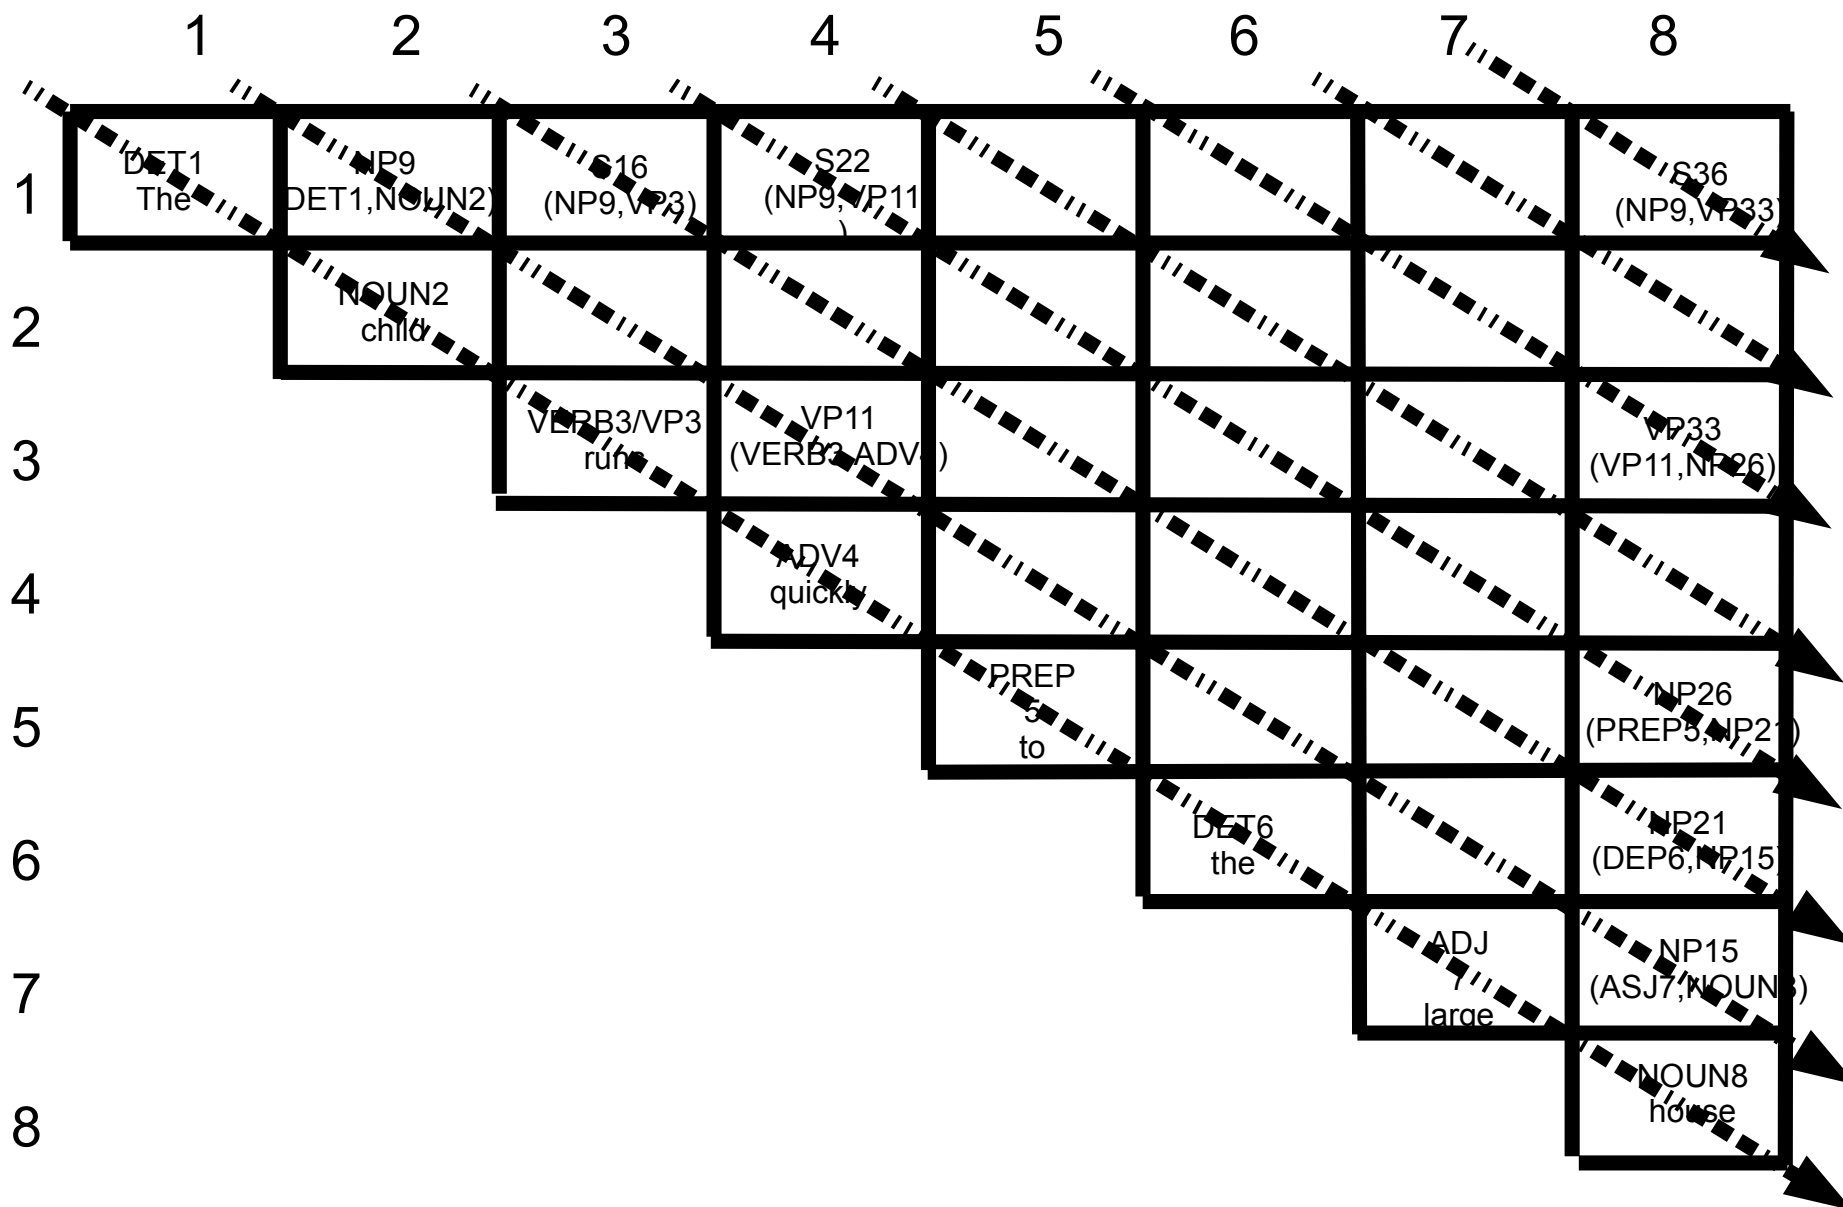 1 2 3 4 5 6 7 8
1
DET1
The
NP9
(DET1,NOUN2)
S16
(NP9,VP3)
S22
(NP9,VP11
)
S36
(NP9,VP33)
2
NOUN2
child
3
VERB3/VP3
runs
VP11
(VERB3,ADV4)
VP33
(VP11,NP26)
4
ADV4
quickly
5
PREP
5
to
NP26
(PREP5,NP21)
6
DET6
the
NP21
(DEP6,NP15)
7
ADJ
7
large
NP15
(ASJ7,NOUN8)
8
NOUN8
house